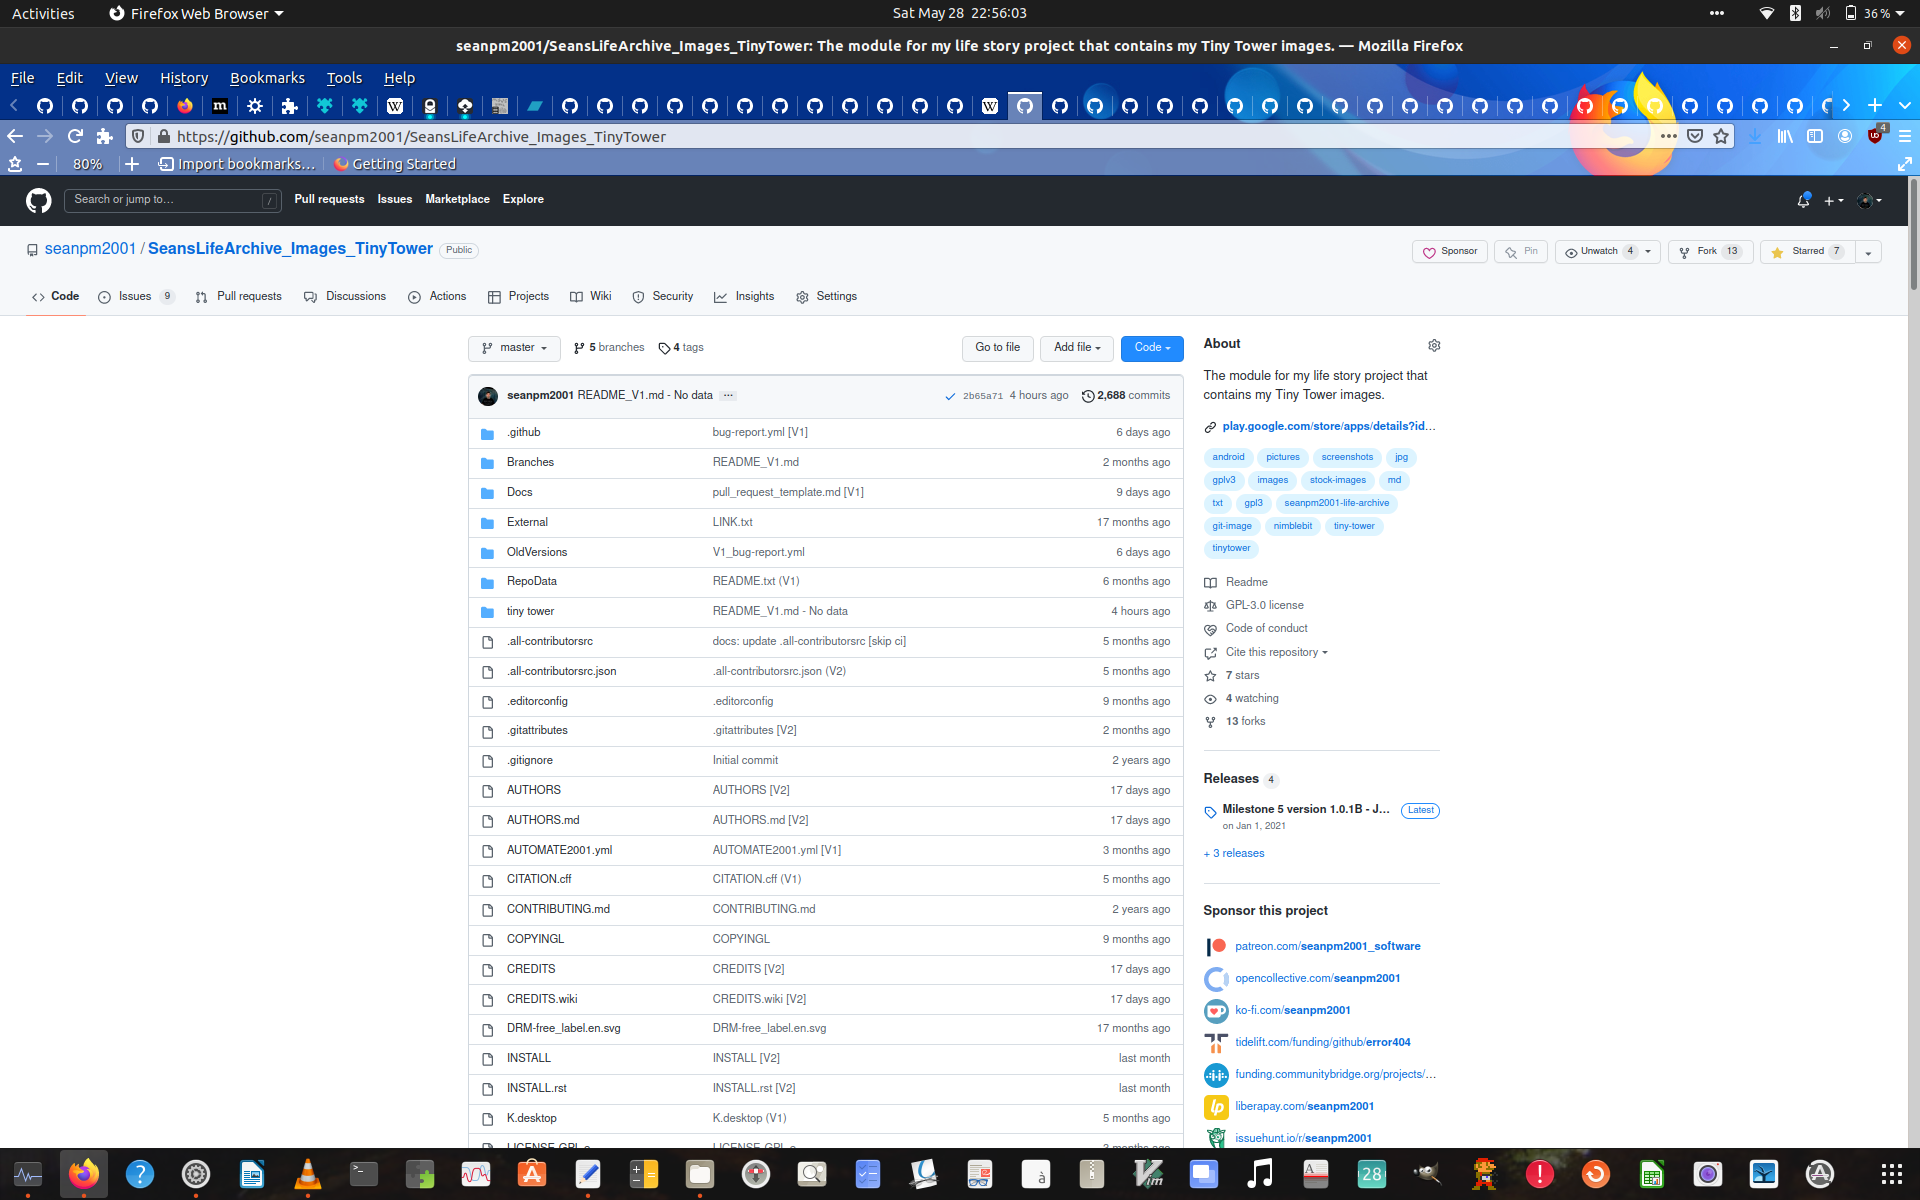 Activities Firefox Web Browser Sat May 28 22:56:03 36 %
seanpm2001/SeansLifeArchive_Images_TinyTower: The module for my life story project that contains my Tiny Tower images. — Mozilla Firefox
File Edit View History Bookmarks Tools Help
https://github.com/seanpm2001/SeansLifeArchive_Images_TinyTower 4
80% Import bookmarks... Getting Started
Search or jump to... / Pull requests Issues Marketplace Explore
seanpm2001 / SeansLifeArchive_Images_TinyTower Public Sponsor Pin Unwatch 4 Fork 13 Starred 7
Code Issues 9 Pull requests Discussions Actions Projects Wiki Security Insights Settings
master 5 branches 4 tags Go to file Add file Code
seanpm2001 README_V1.md - No data ... 2b65a71 4 hours ago 2,688 commits
.github bug-report.yml [V1] 6 days ago
Branches README_V1.md 2 months ago
Docs pull_request_template.md [V1] 9 days ago
External LINK.txt 17 months ago
OldVersions V1_bug-report.yml 6 days ago
RepoData README.txt (V1) 6 months ago
tiny tower README_V1.md - No data 4 hours ago
.all-contributorsrc docs: update .all-contributorsrc [skip ci] 5 months ago
.all-contributorsrc.json .all-contributorsrc.json (V2) 5 months ago
.editorconfig .editorconfig 9 months ago
.gitattributes .gitattributes [V2] 2 months ago
.gitignore Initial commit 2 years ago
AUTHORS AUTHORS [V2] 17 days ago
AUTHORS.md AUTHORS.md [V2] 17 days ago
AUTOMATE2001.yml AUTOMATE2001.yml [V1] 3 months ago
CITATION.cff CITATION.cff (V1) 5 months ago
CONTRIBUTING.md CONTRIBUTING.md 2 years ago
COPYINGL COPYINGL 9 months ago
CREDITS CREDITS [V2] 17 days ago
CREDITS.wiki CREDITS.wiki [V2] 17 days ago
DRM-free_label.en.svg DRM-free_label.en.svg 17 months ago
INSTALL INSTALL [V2] last month
INSTALL.rst INSTALL.rst [V2] last month
K.desktop K.desktop (V1) 5 months ago
About
The module for my life story project that
contains my Tiny Tower images.
play.google.com/store/apps/details?id...
android pictures screenshots jpg
gplv3 images stock-images md
txt gpl3 seanpm2001-life-archive
git-image nimblebit tiny-tower
tinytower
Readme
GPL-3.0 license
Code of conduct
Cite this repository
7 stars
4 watching
13 forks
Releases 4
Milestone 5 version 1.0.1B - J... Latest
on Jan 1, 2021
+ 3 releases
Sponsor this project
patreon.com/seanpm2001_software
opencollective.com/seanpm2001
ko-fi.com/seanpm2001
tidelift.com/funding/github/error404
funding.communitybridge.org/projects/...
liberapay.com/seanpm2001
issuehunt.io/r/seanpm2001
28